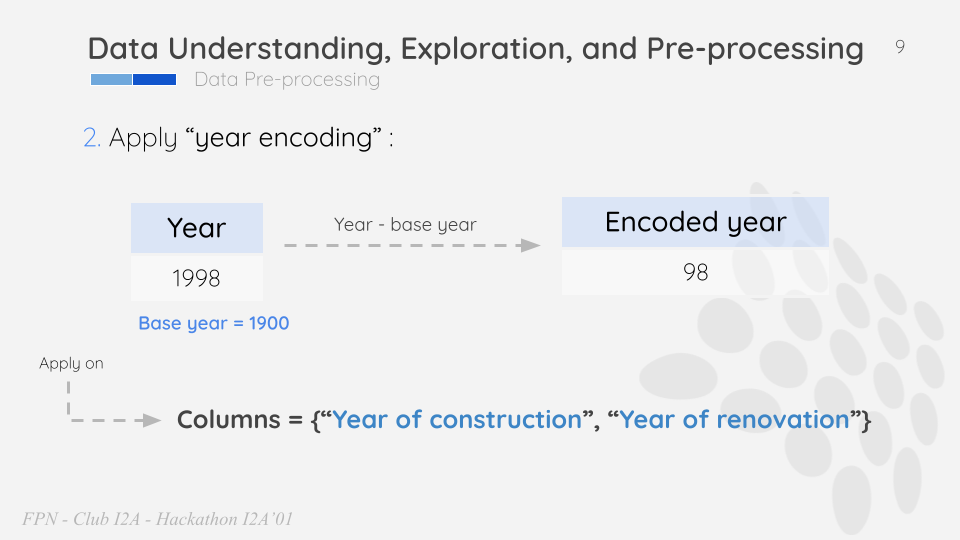 Data Understanding, Exploration, and Pre-processing
9
Data Pre-processing
2. Apply “year encoding” :
Year
Year - base year
Encoded year
1998
98
Base year = 1900
Apply on
Columns = {“Year of construction”, “Year of renovation”}
FPN - Club I2A - Hackathon I2A’01